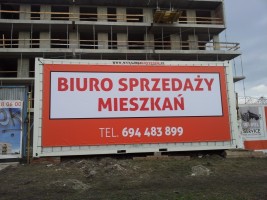 BIURO SPRZEDAŻY
MIESZKAŃ
TEL. 694 483 899